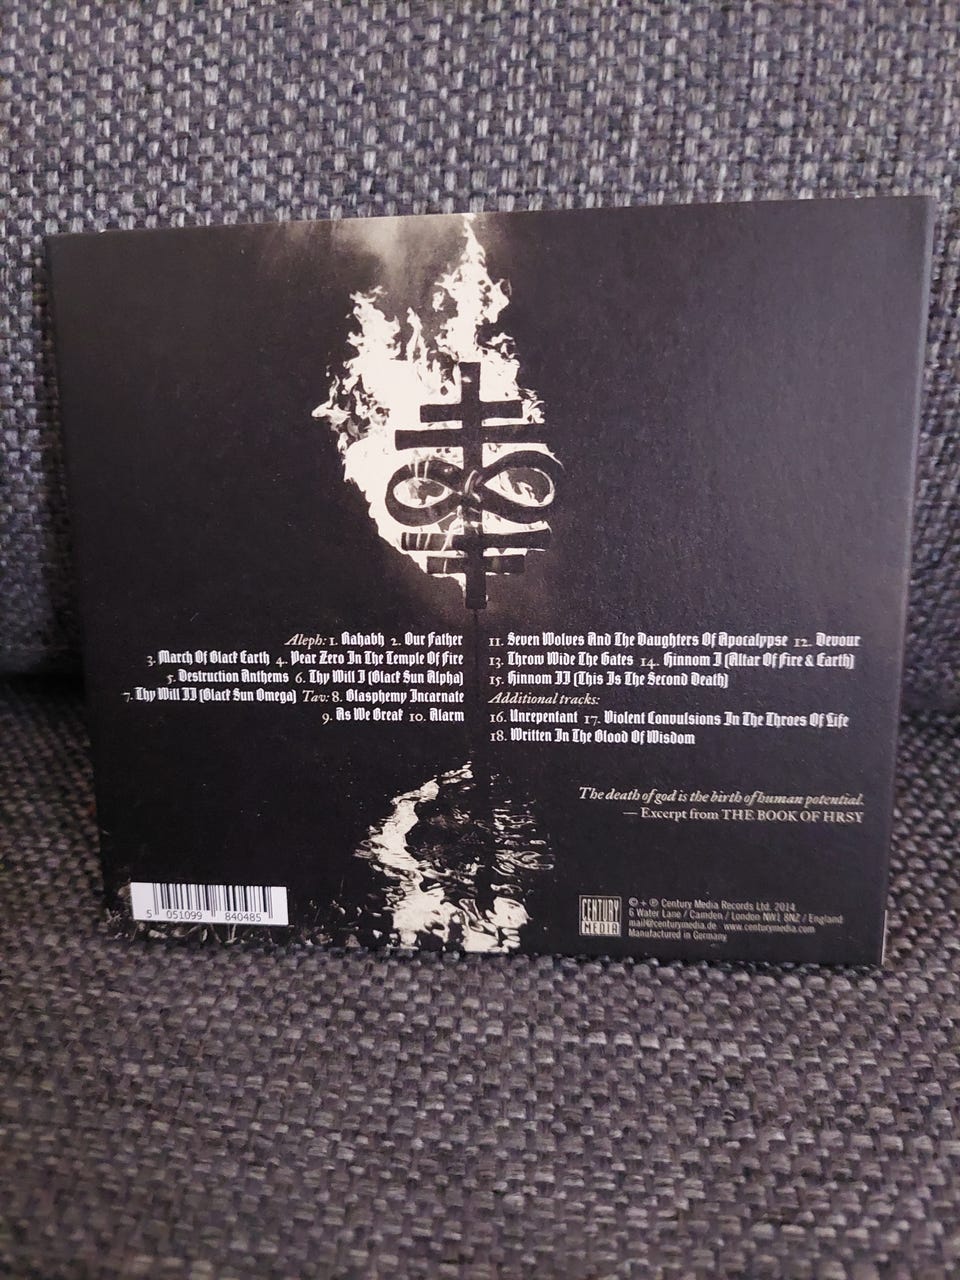 Aleph: 1. Rahabh 2. Our Father
3. March Of Black Earth 4. Year Zero In The Temple Of Fire
5. Destruction Anthems 6. Thy Will I (Black Sun Alpha)
7. Thy Will II (Black Sun Omega) Tav: 8. Blasphemy Incarnate
9. As We Break 10. Alarm
11. Seven Wolves And The Daughters Of Apocalypse 12. Devour
13. Throw Wide The Gates 14. Hinnom I (Altar Of Fire & Earth)
15. Hinnom II (This Is The Second Death)
Additional tracks:
16. Unrepentant 17. Violent Convulsions In The Throes Of Life
18. Written In The Blood Of Wisdom
The death of god is the birth of human potential.
— Excerpt from THE BOOK OF HRSY
5 051099 840485
CENTURY
MEDIA
© + ℗ Century Media Records Ltd. 2014
6 Water Lane / Camden / London NW1 8NZ / England
mail@centurymedia.de www.centurymedia.com
Manufactured in Germany